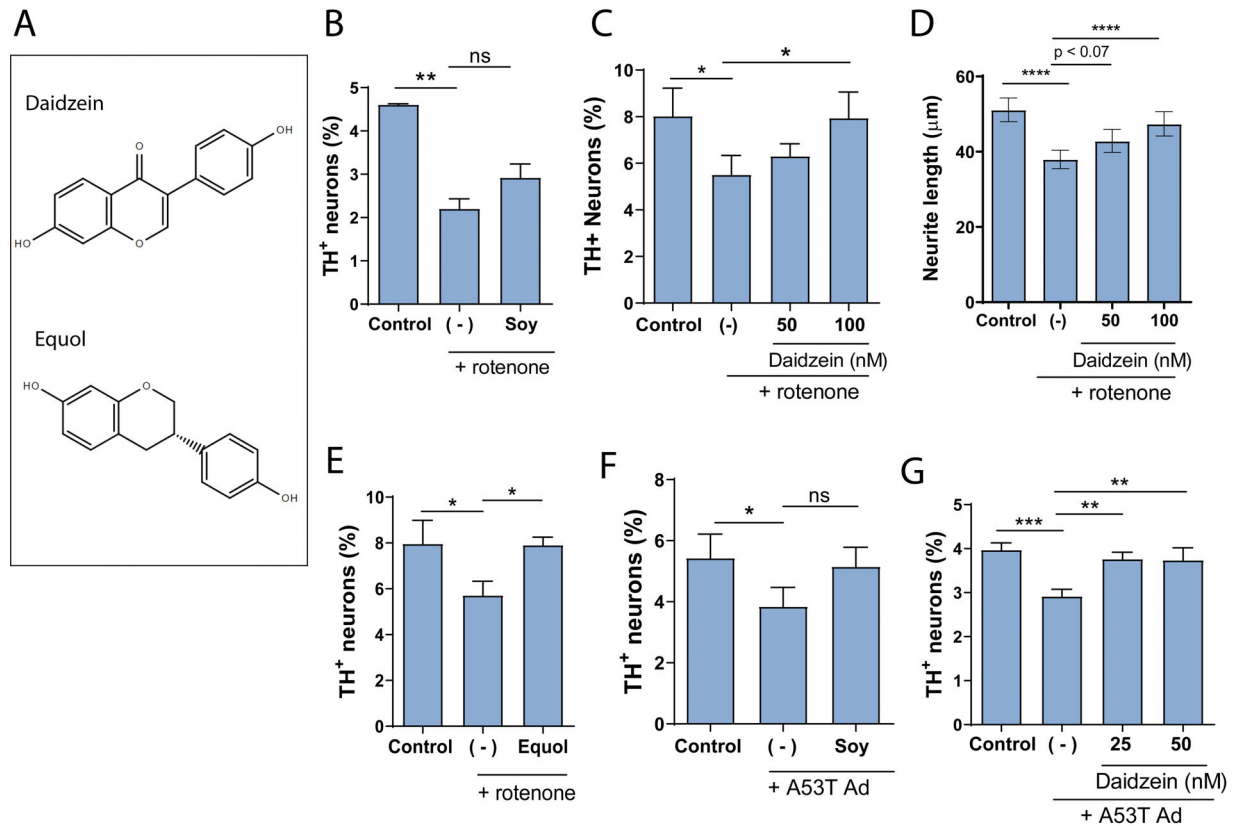 A
Daidzein
O
OH
HO
O
Equol
HO
O
OH
B
ns
**
5
4
3
2
1
0
TH+ neurons (%)
Control
( - )
Soy
+ rotenone
C
*
*
10
8
6
4
2
0
TH+ Neurons (%)
Control
(-)
50
100
Daidzein (nM)
+ rotenone
D
****
p < 0.07
****
60
40
20
0
Neurite length (μm)
Control
(-)
50
100
Daidzein (nM)
+ rotenone
E
*
*
10
8
6
4
2
0
TH+ neurons (%)
Control
( - )
Equol
+ rotenone
F
ns
*
8
6
4
2
0
TH+ neurons (%)
Control
( - )
Soy
+ A53T Ad
G
**
**
***
5
4
3
2
1
0
TH+ neurons (%)
Control
( - )
25
50
Daidzein (nM)
+ A53T Ad